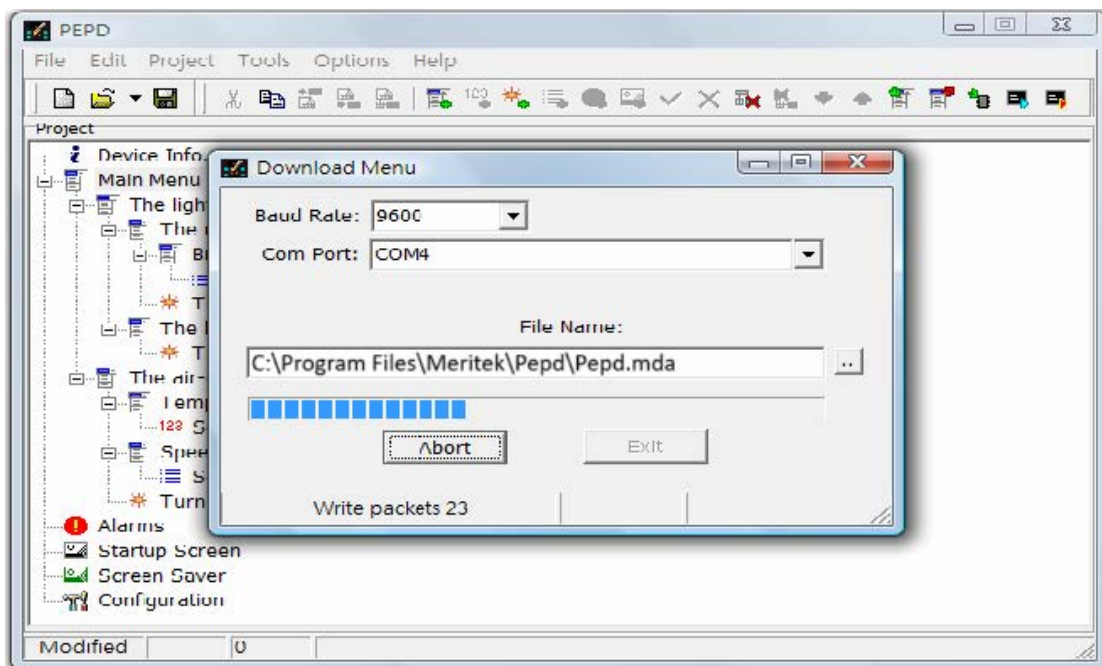 PEPD
File Edit Project Tools Options Help
Project
Device Info.
Main Menu
The ligh
The
B
T
The l
T
The air-
Temp
123 S
Spee
S
Turn
Alarms
Startup Screen
Screen Saver
Configuration
Download Menu
Baud Rate: 9600
Com Port: COM4
File Name:
C:\Program Files\Meritek\Pepd\Pepd.mda
..
Abort Exit
Write packets 23
Modified 0